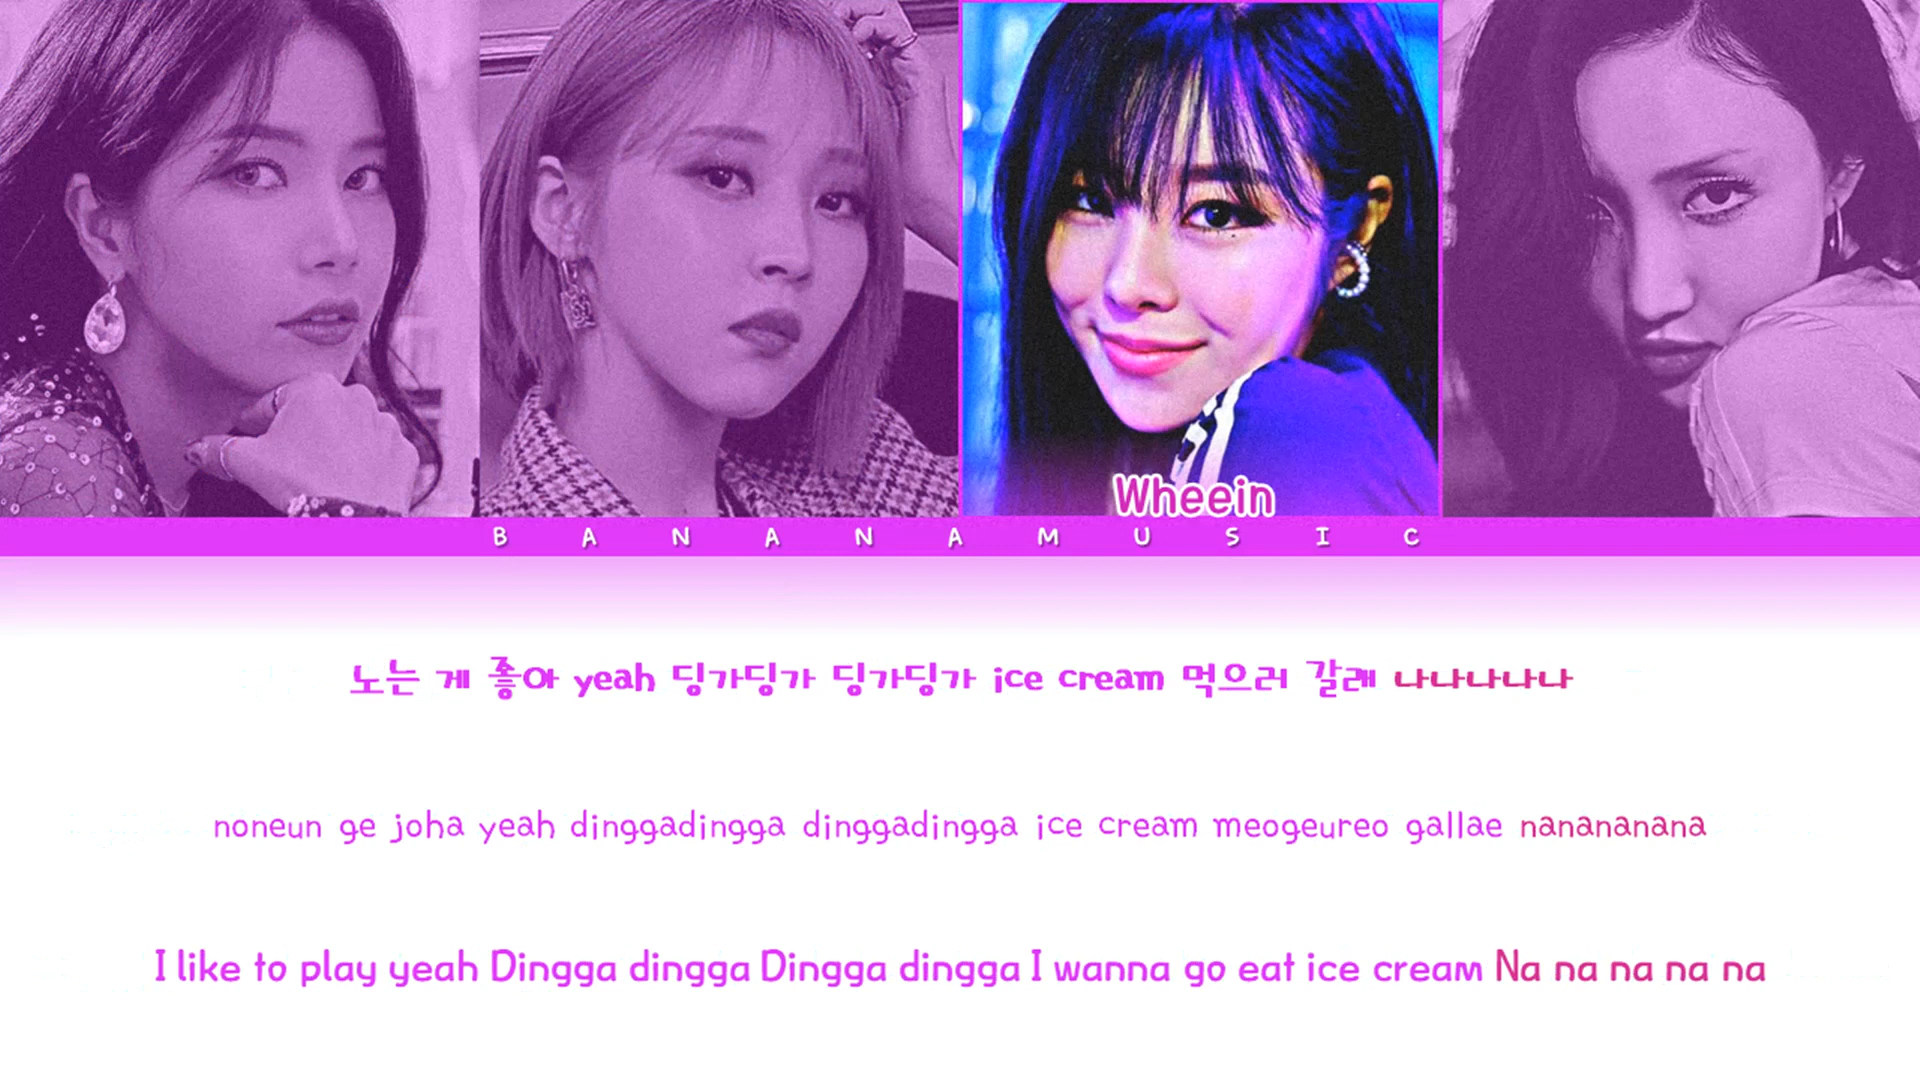 Wheein
BANANAMUSIC
노는 게 좋아 yeah 딩가딩가 딩가딩가 ice cream 먹으러 갈래 나나나나나
noneun ge joha yeah dinggadingga dinggadingga ice cream meogeureo gallae nanananana
I like to play yeah Dingga dingga Dingga dingga I wanna go eat ice cream Na na na na na